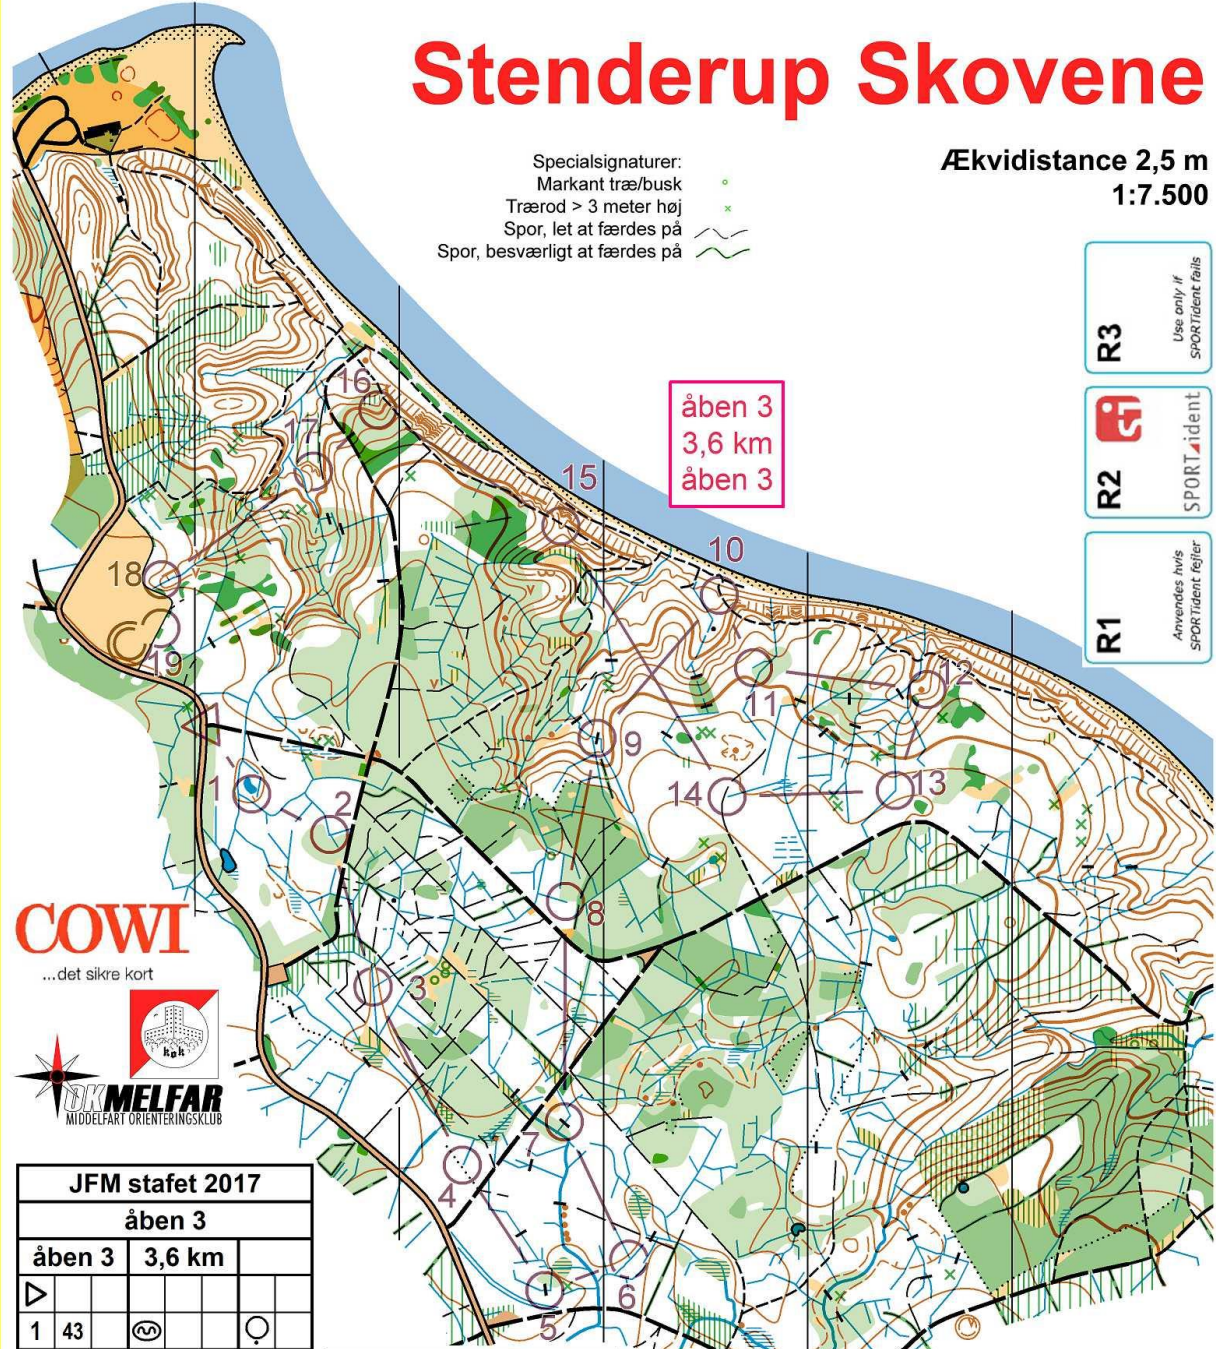 Stenderup Skovene
Ækvidistance 2,5 m
1:7.500
Specialsignaturer:
Markant træ/busk
Trærod > 3 meter høj
Spor, let at færdes på
Spor, besværligt at færdes på
R3
Use only if
SPORTident fails
R2
SPORTident
R1
Anvendes hvis
SPORTident fejler
åben 3
3,6 km
åben 3
16
17
15
10
18
19
12
11
9
1
2
14
13
8
3
7
4
6
5
COWI
...det sikre kort
køk
OK MELFAR
MIDDELFART ORIENTERINGSKLUB
JFM stafet 2017
åben 3
åben 3 3,6 km
1 43